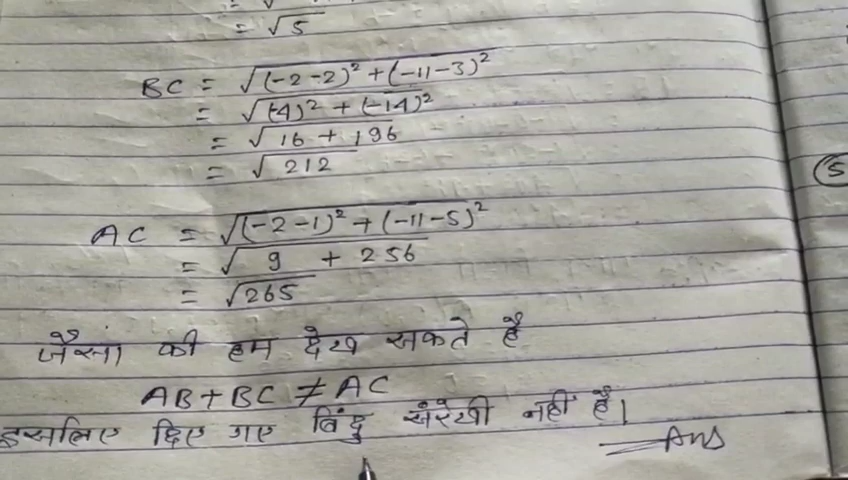 = √5
BC = √(-2-2)² + (-11-3)²
= √(-4)² + (-14)²
= √16 + 196
= √212
AC = √(-2-1)² + (-11-5)²
= √9 + 256
= √265
जैसा की हम देख सकते है
AB + BC ≠ AC
इसलिए दिए गए बिंदु संरेखी नहीं है।
Ans
5